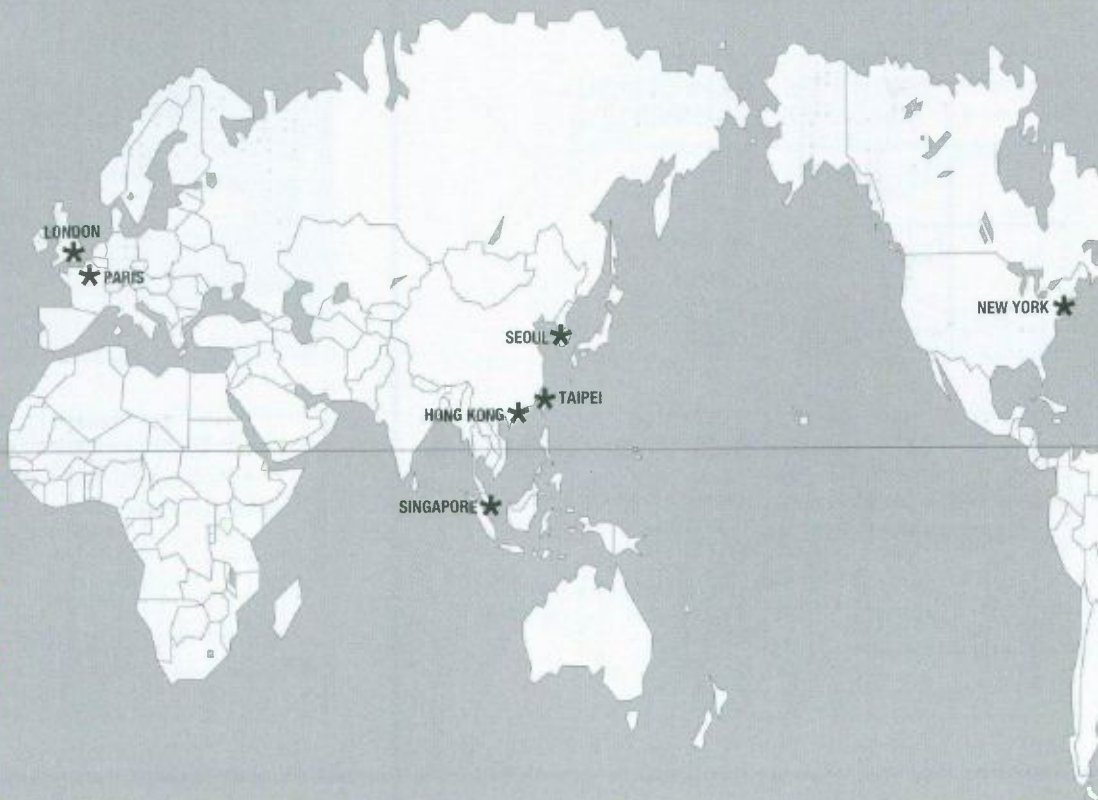 LONDON
PARIS
NEW YORK
SEOUL
TAIPEI
HONG KONG
SINGAPORE